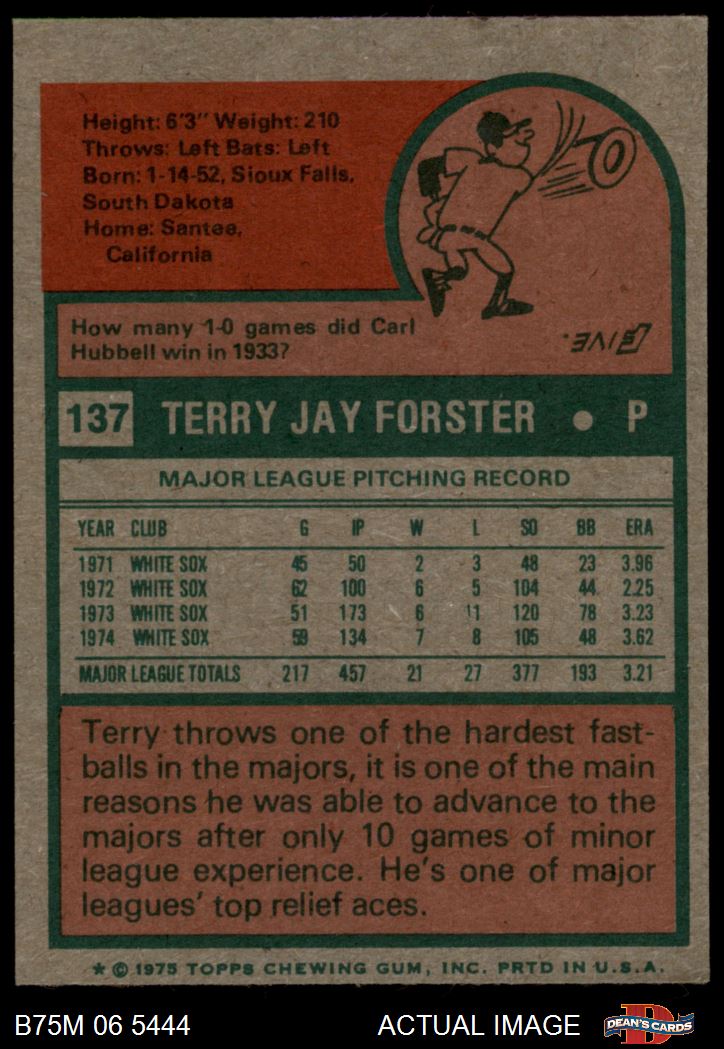 Height: 6'3" Weight: 210
Throws: Left Bats: Left
Born: 1-14-52, Sioux Falls,
South Dakota
Home: Santee,
California
How many 1-0 games did Carl
Hubbell win in 1933?
FIVE.
137 TERRY JAY FORSTER • P
MAJOR LEAGUE PITCHING RECORD
YEAR CLUB G IP W L SO BB ERA
1971 WHITE SOX 45 50 2 3 48 23 3.96
1972 WHITE SOX 62 100 6 5 104 44 2.25
1973 WHITE SOX 51 173 6 11 120 78 3.23
1974 WHITE SOX 59 134 7 8 105 48 3.62
MAJOR LEAGUE TOTALS 217 457 21 27 377 193 3.21
Terry throws one of the hardest fast-
balls in the majors, it is one of the main
reasons he was able to advance to the
majors after only 10 games of minor
league experience. He's one of major
leagues' top relief aces.
* © 1975 TOPPS CHEWING GUM, INC. PRTD IN U.S.A.
B75M 06 5444 ACTUAL IMAGE
D
DEAN'S CARDS